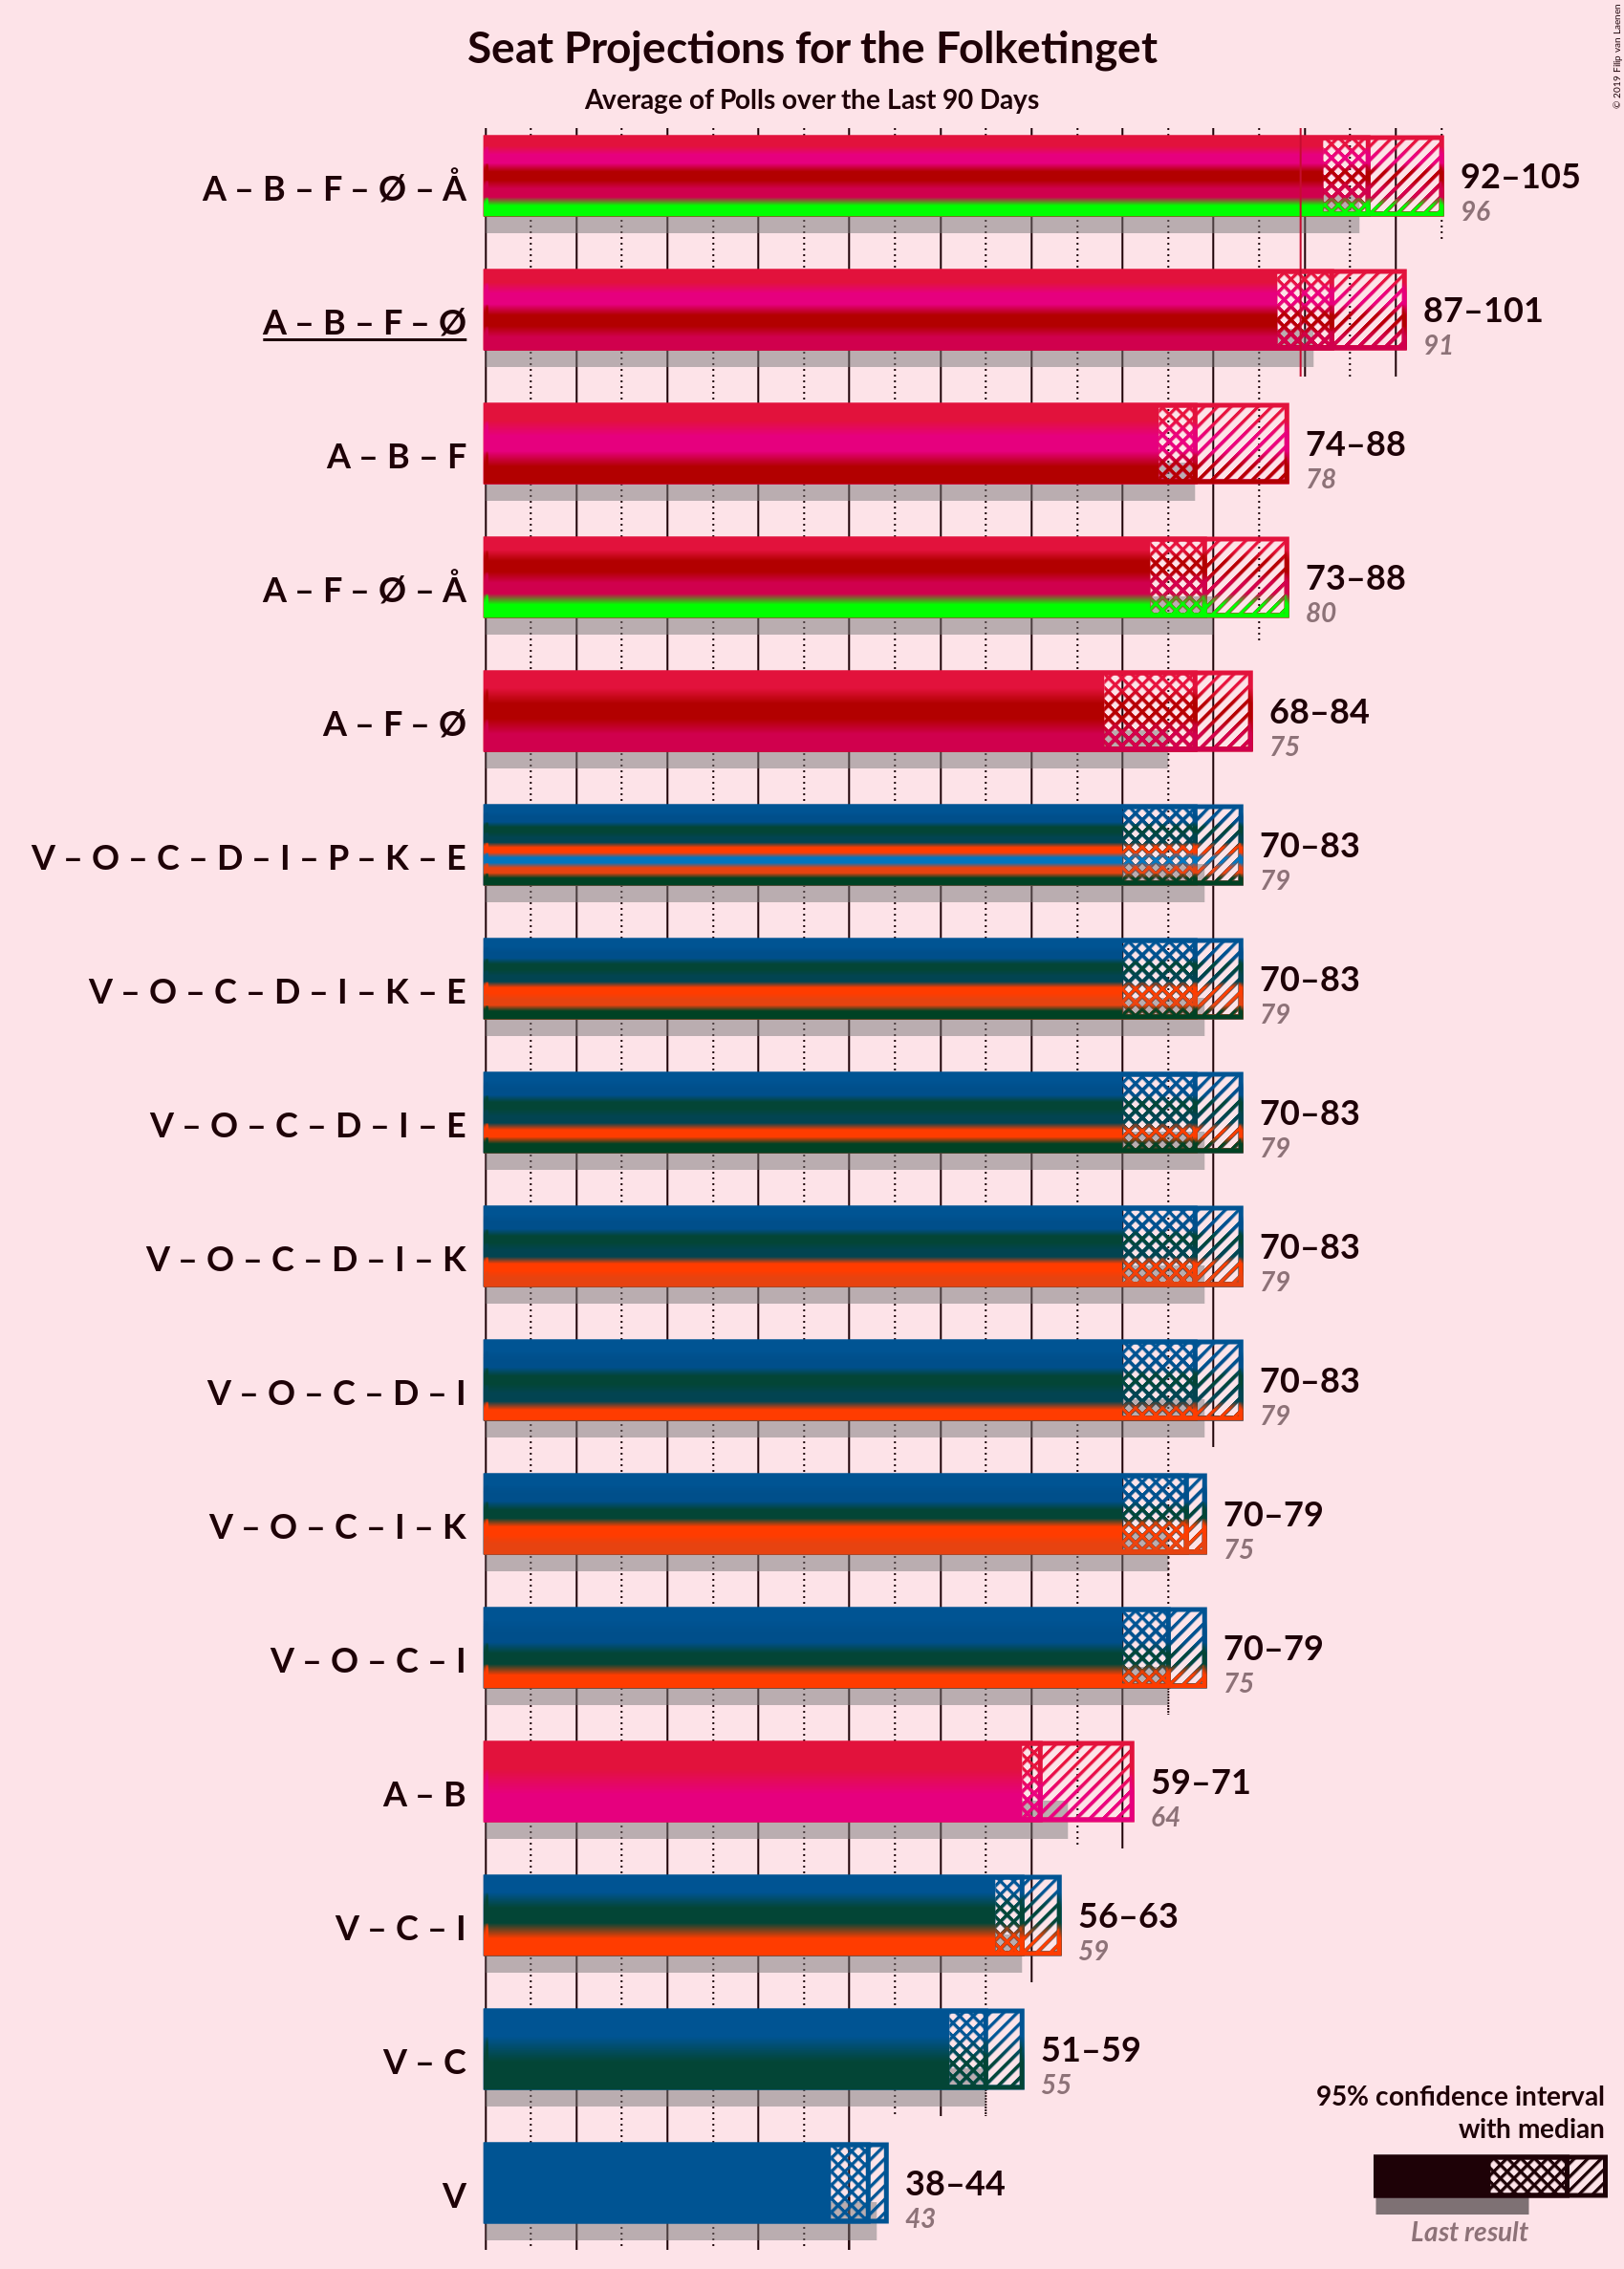 Seat Projections for the Folketinget
Average of Polls over the Last 90 Days
© 2019 Filip van Laenen
A – B – F – Ø – Å
92–105
96
A – B – F – Ø
87–101
91
A – B – F
74–88
78
A – F – Ø – Å
73–88
80
A – F – Ø
68–84
75
V – O – C – D – I – P – K – E
70–83
79
V – O – C – D – I – K – E
70–83
79
V – O – C – D – I – E
70–83
79
V – O – C – D – I – K
70–83
79
V – O – C – D – I
70–83
79
V – O – C – I – K
70–79
75
V – O – C – I
70–79
75
A – B
59–71
64
V – C – I
56–63
59
V – C
51–59
55
V
38–44
43
95% confidence interval
with median
Last result